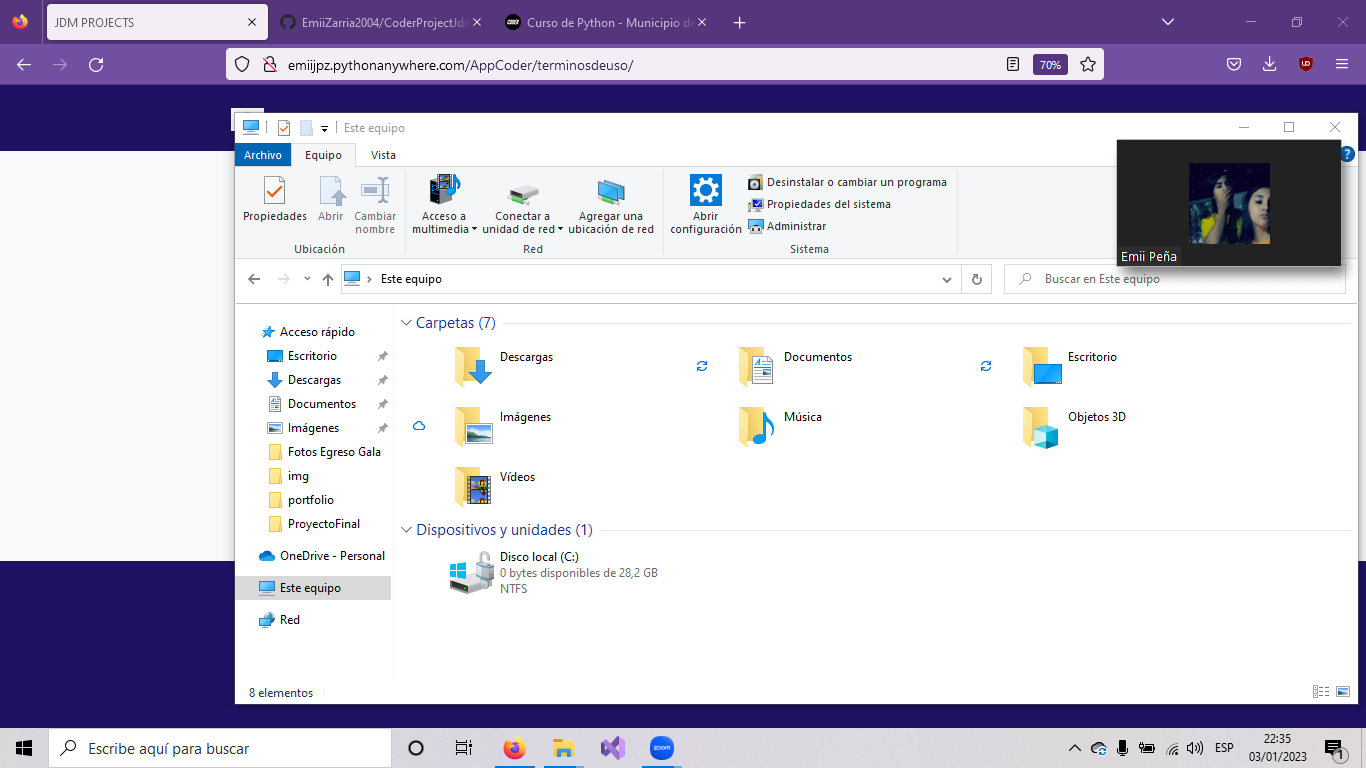 JDM PROJECTS
EmiiZarria2004/CoderProjectJdm
Curso de Python - Municipio de
emiijpz.pythonanywhere.com/AppCoder/terminosdeuso/
70%
Este equipo
Archivo
Equipo
Vista
Propiedades
Abrir
Cambiar nombre
Ubicación
Acceso a multimedia
Conectar a unidad de red
Agregar una ubicación de red
Red
Abrir configuración
Desinstalar o cambiar un programa
Propiedades del sistema
Administrar
Sistema
Emii Peña
Este equipo
Buscar en Este equipo
Acceso rápido
Escritorio
Descargas
Documentos
Imágenes
Fotos Egreso Gala
img
portfolio
ProyectoFinal
OneDrive - Personal
Este equipo
Red
Carpetas (7)
Descargas
Documentos
Escritorio
Imágenes
Música
Objetos 3D
Vídeos
Dispositivos y unidades (1)
Disco local (C:)
0 bytes disponibles de 28,2 GB
NTFS
8 elementos
Escribe aquí para buscar
zoom
ESP
22:35
03/01/2023
1